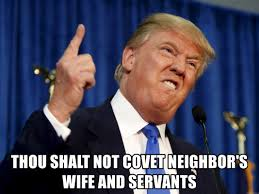 THOU SHALT NOT COVET NEIGHBOR'S
WIFE AND SERVANTS